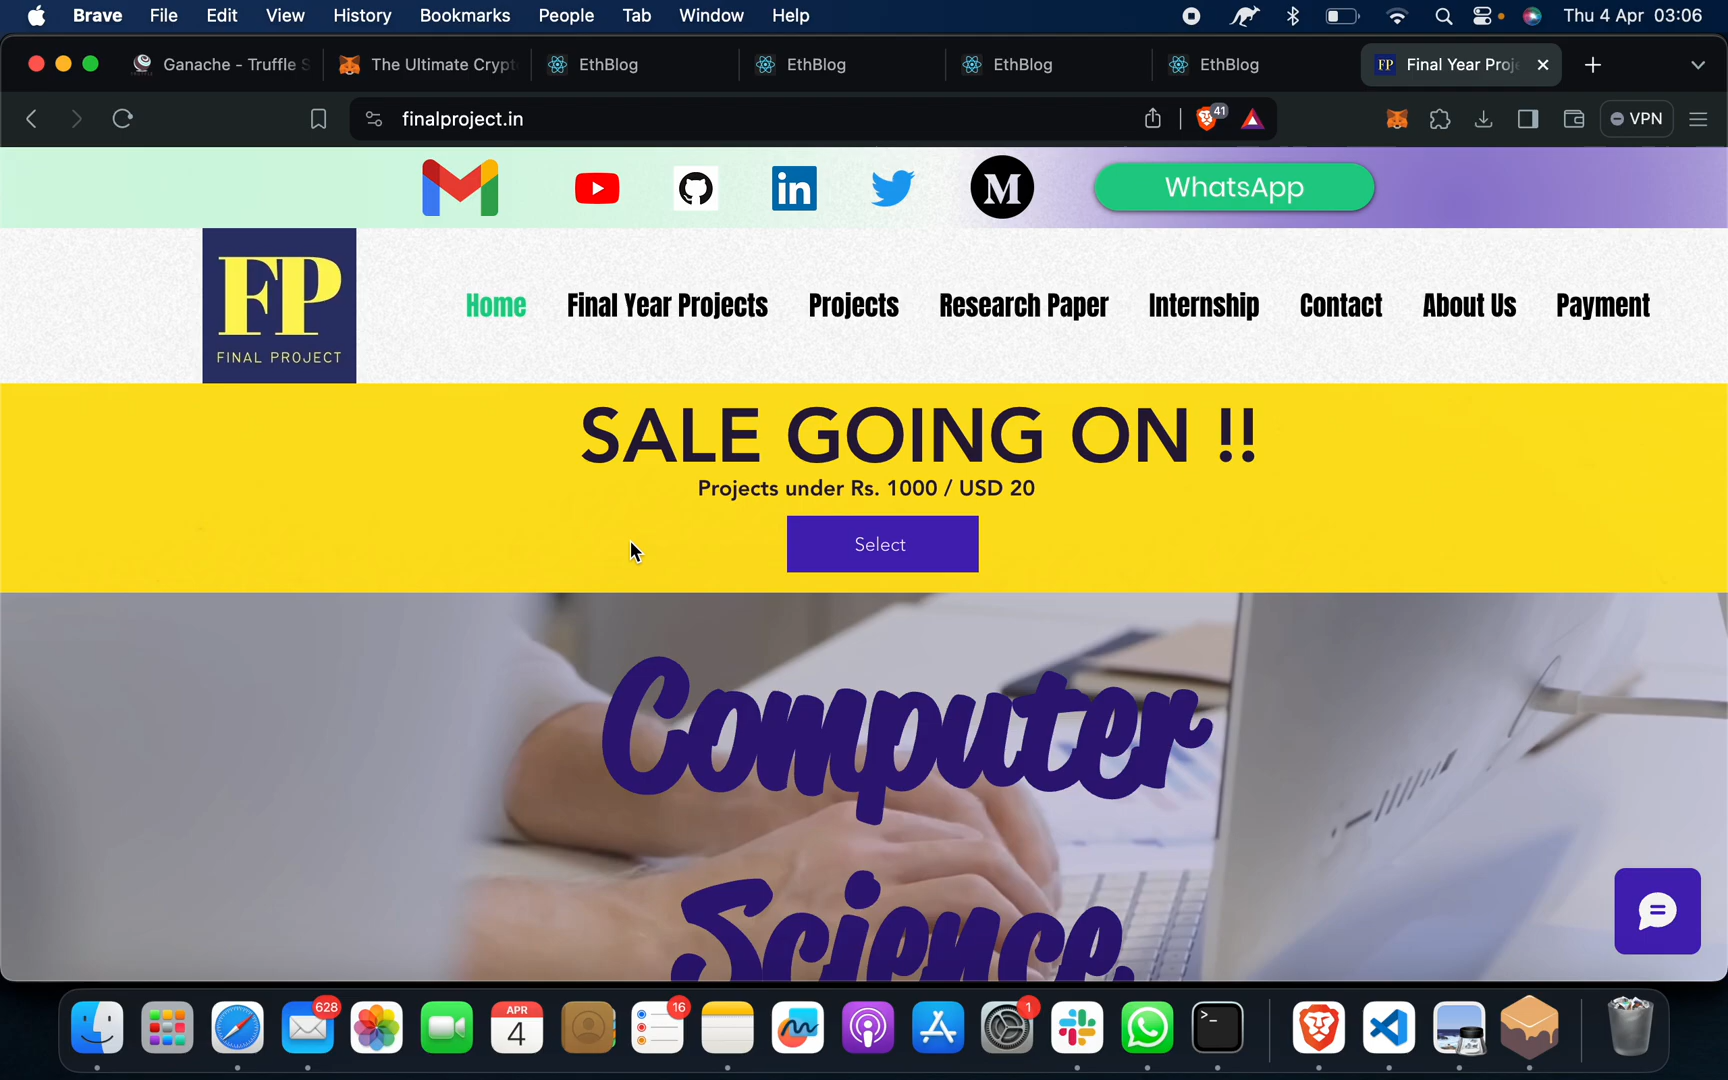 Brave File Edit View History Bookmarks People Tab Window Help Thu 4 Apr 03:06
Ganache - Truffle S The Ultimate Crypt EthBlog EthBlog EthBlog EthBlog FP Final Year Proj
finalproject.in 41 VPN
M WhatsApp
FP
FINAL PROJECT
Home Final Year Projects Projects Research Paper Internship Contact About Us Payment
SALE GOING ON !!
Projects under Rs. 1000 / USD 20
Select
Computer
Science
628 APR 4 16 1